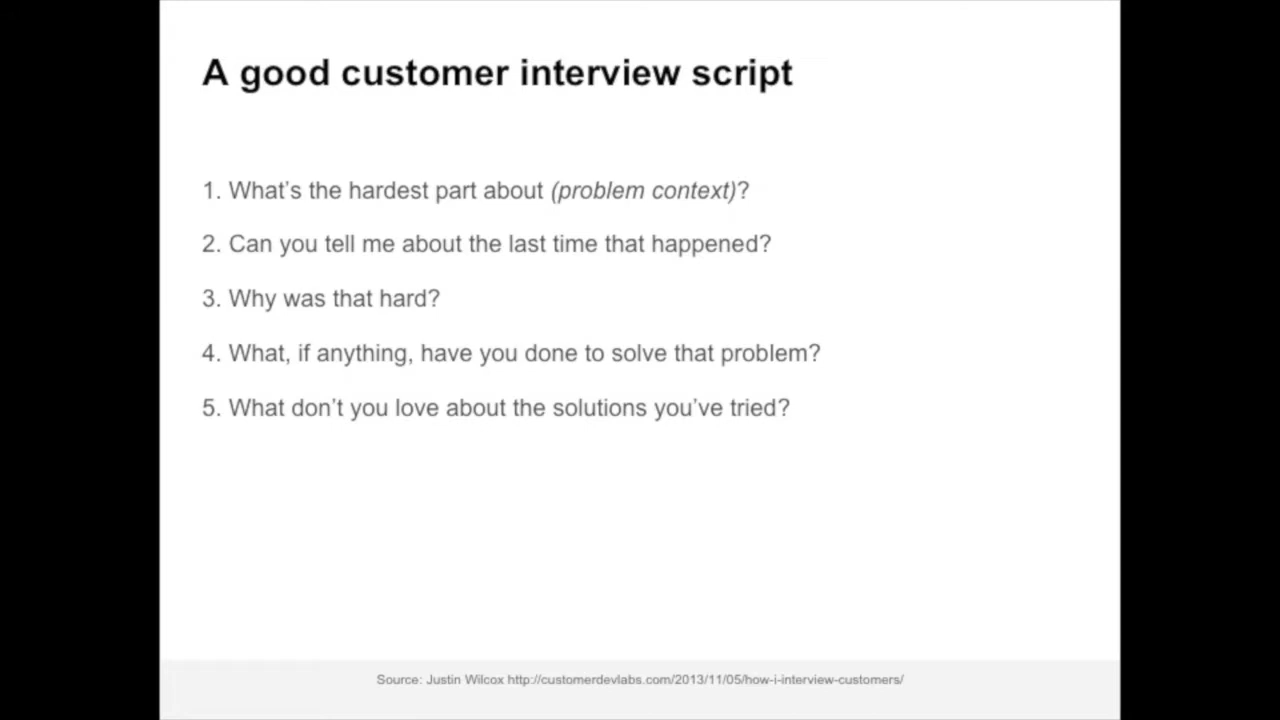 A good customer interview script
1. What’s the hardest part about (problem context)?
2. Can you tell me about the last time that happened?
3. Why was that hard?
4. What, if anything, have you done to solve that problem?
5. What don’t you love about the solutions you’ve tried?
Source: Justin Wilcox http://customerdevlabs.com/2013/11/05/how-i-interview-customers/